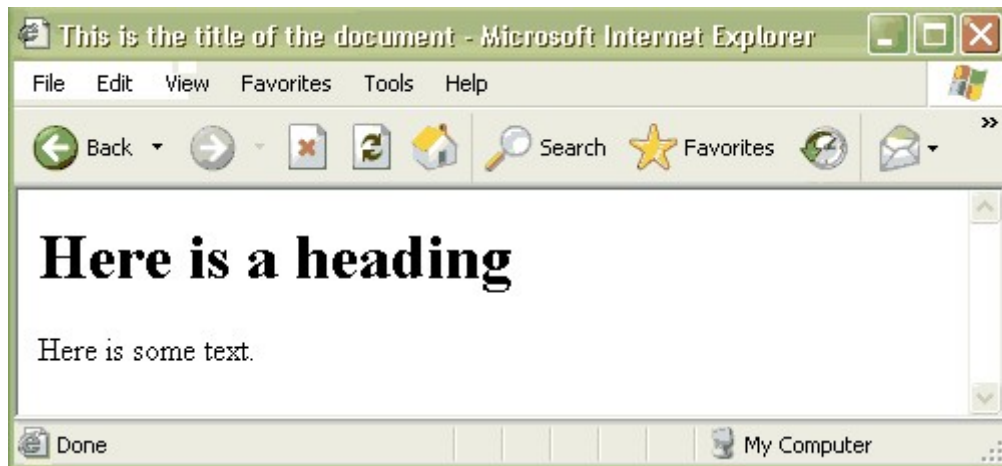 This is the title of the document - Microsoft Internet Explorer
File Edit View Favorites Tools Help
Back Search Favorites »
Here is a heading
Here is some text.
Done My Computer